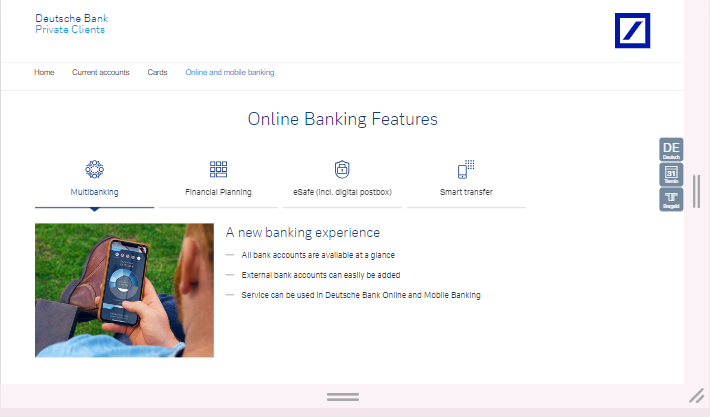 Deutsche Bank
Private Clients
Home Current accounts Cards Online and mobile banking
Online Banking Features
DE
Deutsch
31
Termin
Bargeld
Multibanking Financial Planning eSafe (incl. digital postbox) Smart transfer
A new banking experience
— All bank accounts are available at a glance
— External bank accounts can easily be added
— Service can be used in Deutsche Bank Online and Mobile Banking